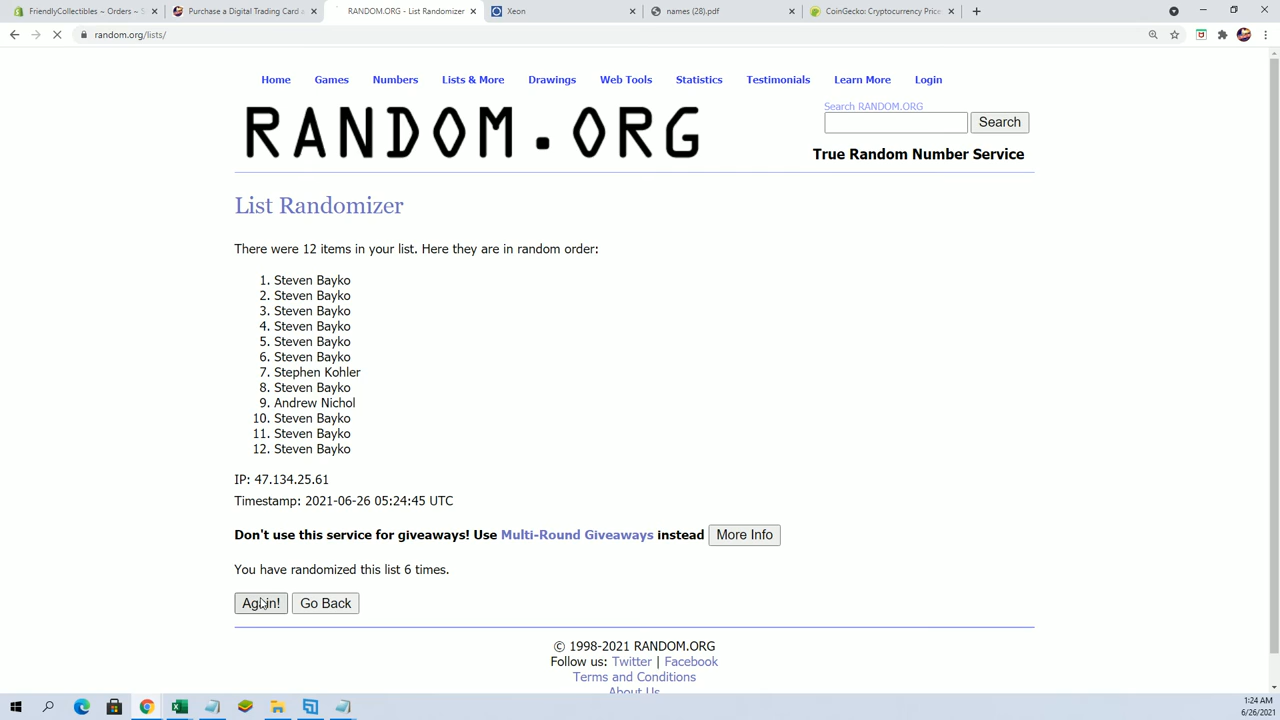 FriendlyCollectibles ~ Orders ~ S
Purchase a Digital Trading Card a
RANDOM.ORG - List Randomizer
Xeon
names (28).pdf
CoinGecko: Cryptocurrency Price
random.org/lists/
Home Games Numbers Lists & More Drawings Web Tools Statistics Testimonials Learn More Login
RANDOM.ORG
Search RANDOM.ORG
Search
True Random Number Service
List Randomizer
There were 12 items in your list. Here they are in random order:
1. Steven Bayko
2. Steven Bayko
3. Steven Bayko
4. Steven Bayko
5. Steven Bayko
6. Steven Bayko
7. Stephen Kohler
8. Steven Bayko
9. Andrew Nichol
10. Steven Bayko
11. Steven Bayko
12. Steven Bayko
IP: 47.134.25.61
Timestamp: 2021-06-26 05:24:45 UTC
Don't use this service for giveaways! Use Multi-Round Giveaways instead More Info
You have randomized this list 6 times.
Again! Go Back
© 1998-2021 RANDOM.ORG
Follow us: Twitter | Facebook
Terms and Conditions
About Us
1:24 AM
6/26/2021